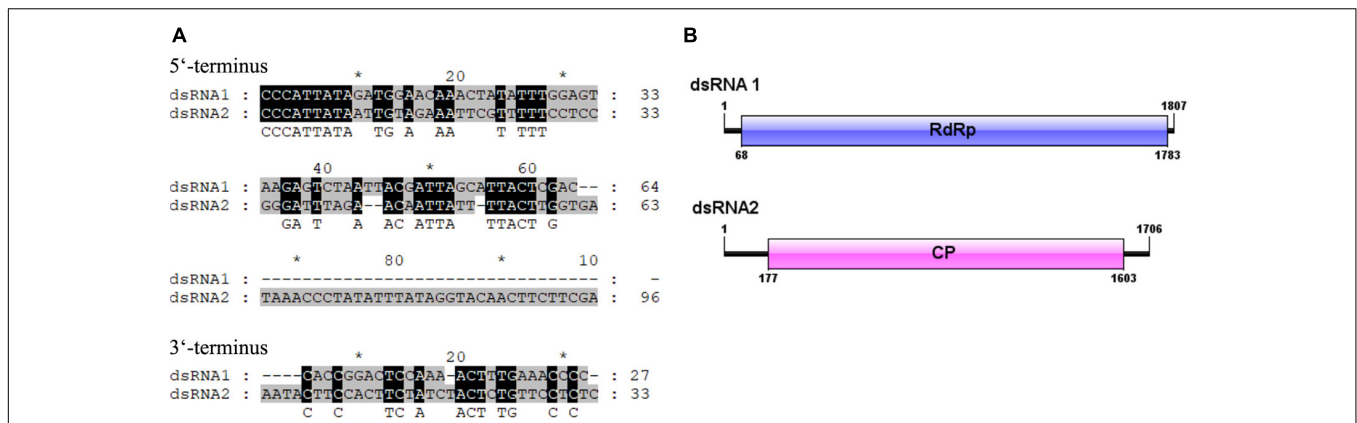 A
5‘-terminus
* 20 *
dsRNA1 : CCCATTATAGATGGAACAAACTATATTTGGAGT : 33
dsRNA2 : CCCATTATAATTGTAGAAATTCGTTTTTCCTCC : 33
CCCATTATA TG A AA T TTT
40 * 60
dsRNA1 : AAGAGTCTAATTACGATTAGCATTACTCGAC-- : 64
dsRNA2 : GGGATTTAGA--ACAATTATT-TTACTTGGTGA : 63
GA T A AC ATTA TTACT G
* 80 * 10
dsRNA1 : --------------------------------- : -
dsRNA2 : TAAACCCTATATTTATAGGTACAACTTCTTCGA : 96
3‘-terminus
* 20 *
dsRNA1 : ----CACCGGACTCCAAA-ACTTTGAAACCCC- : 27
dsRNA2 : AATACTTCCACTTCTATCTACTCTGTTCCTCTC : 33
C C TC A ACT TG C C
B
dsRNA 1
1 1807
RdRp
68 1783
dsRNA2
1 1706
CP
177 1603